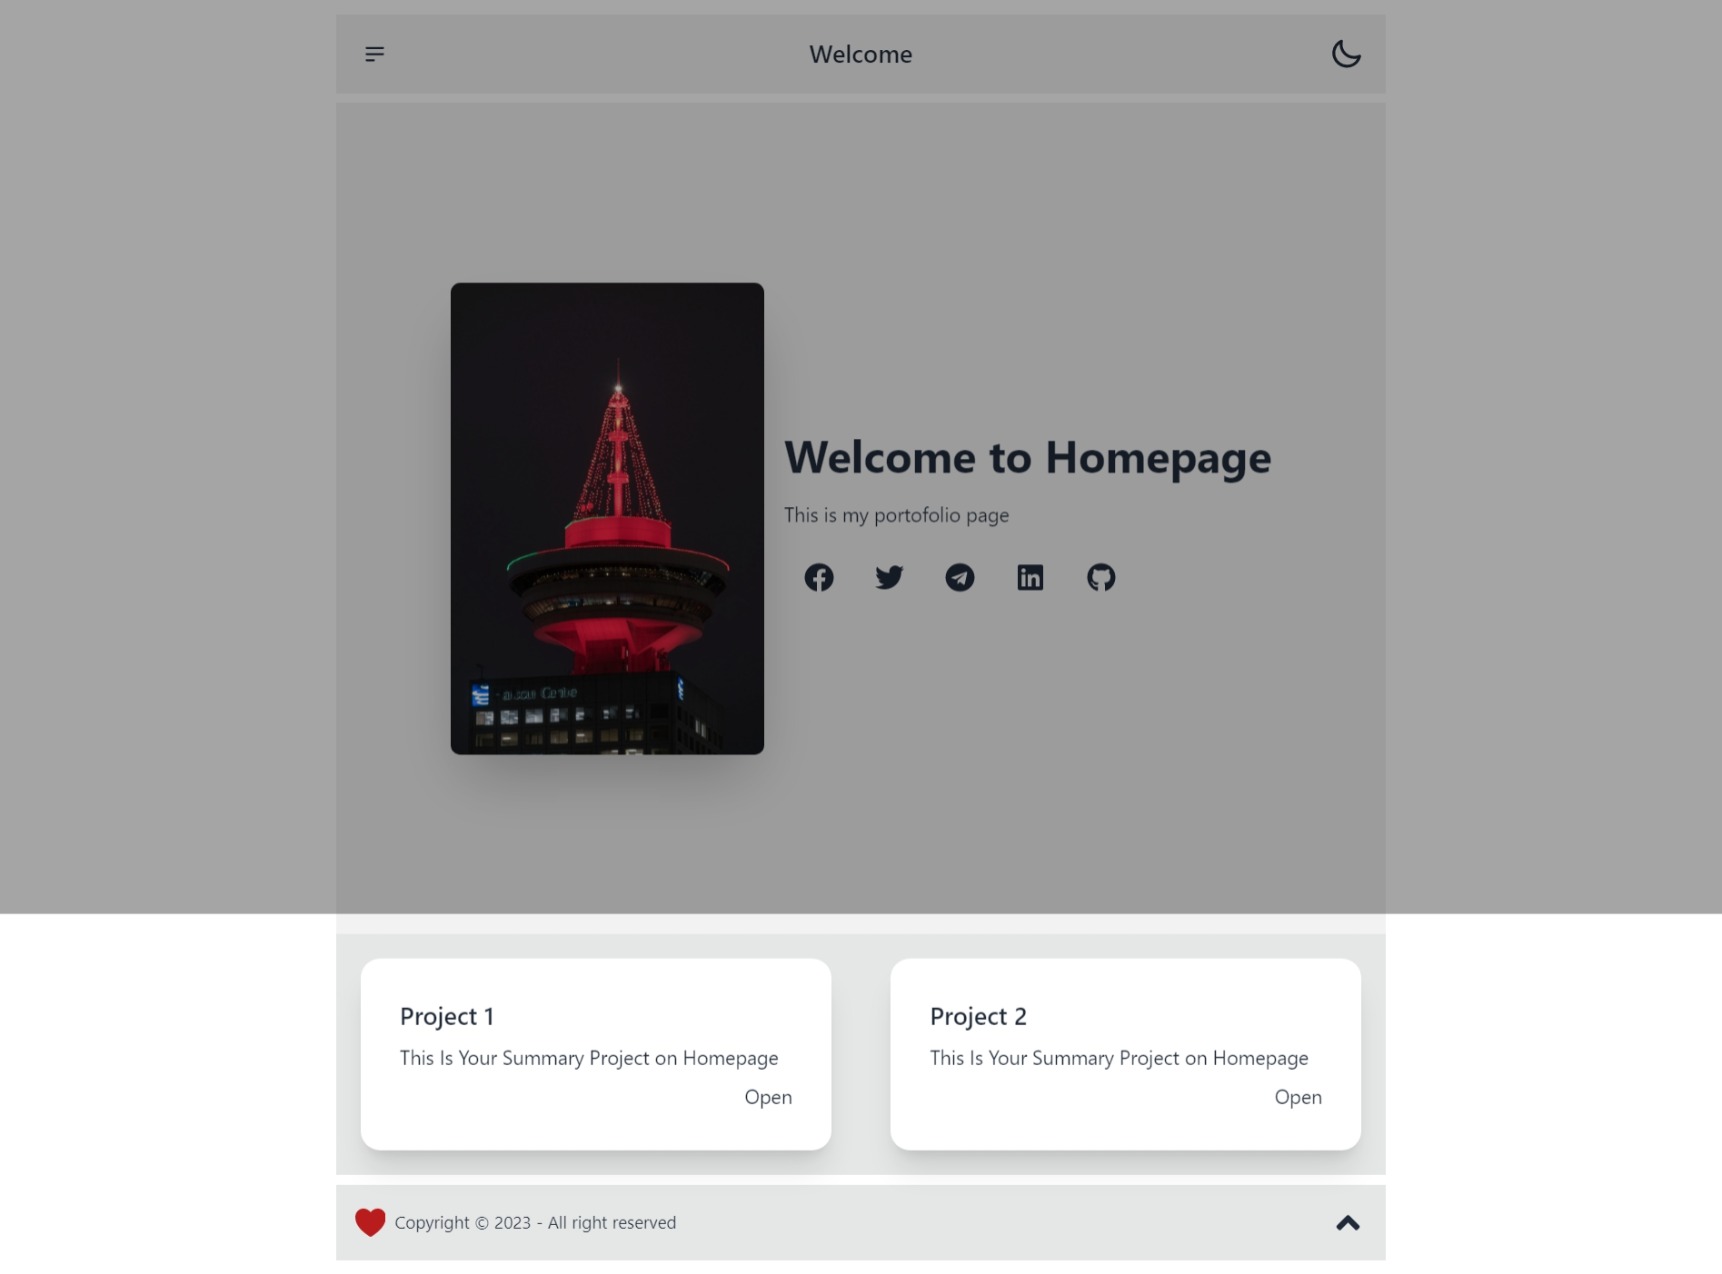 Welcome
Welcome to Homepage
This is my portofolio page
Project 1
This Is Your Summary Project on Homepage
Open
Project 2
This Is Your Summary Project on Homepage
Open
Copyright © 2023 - All right reserved